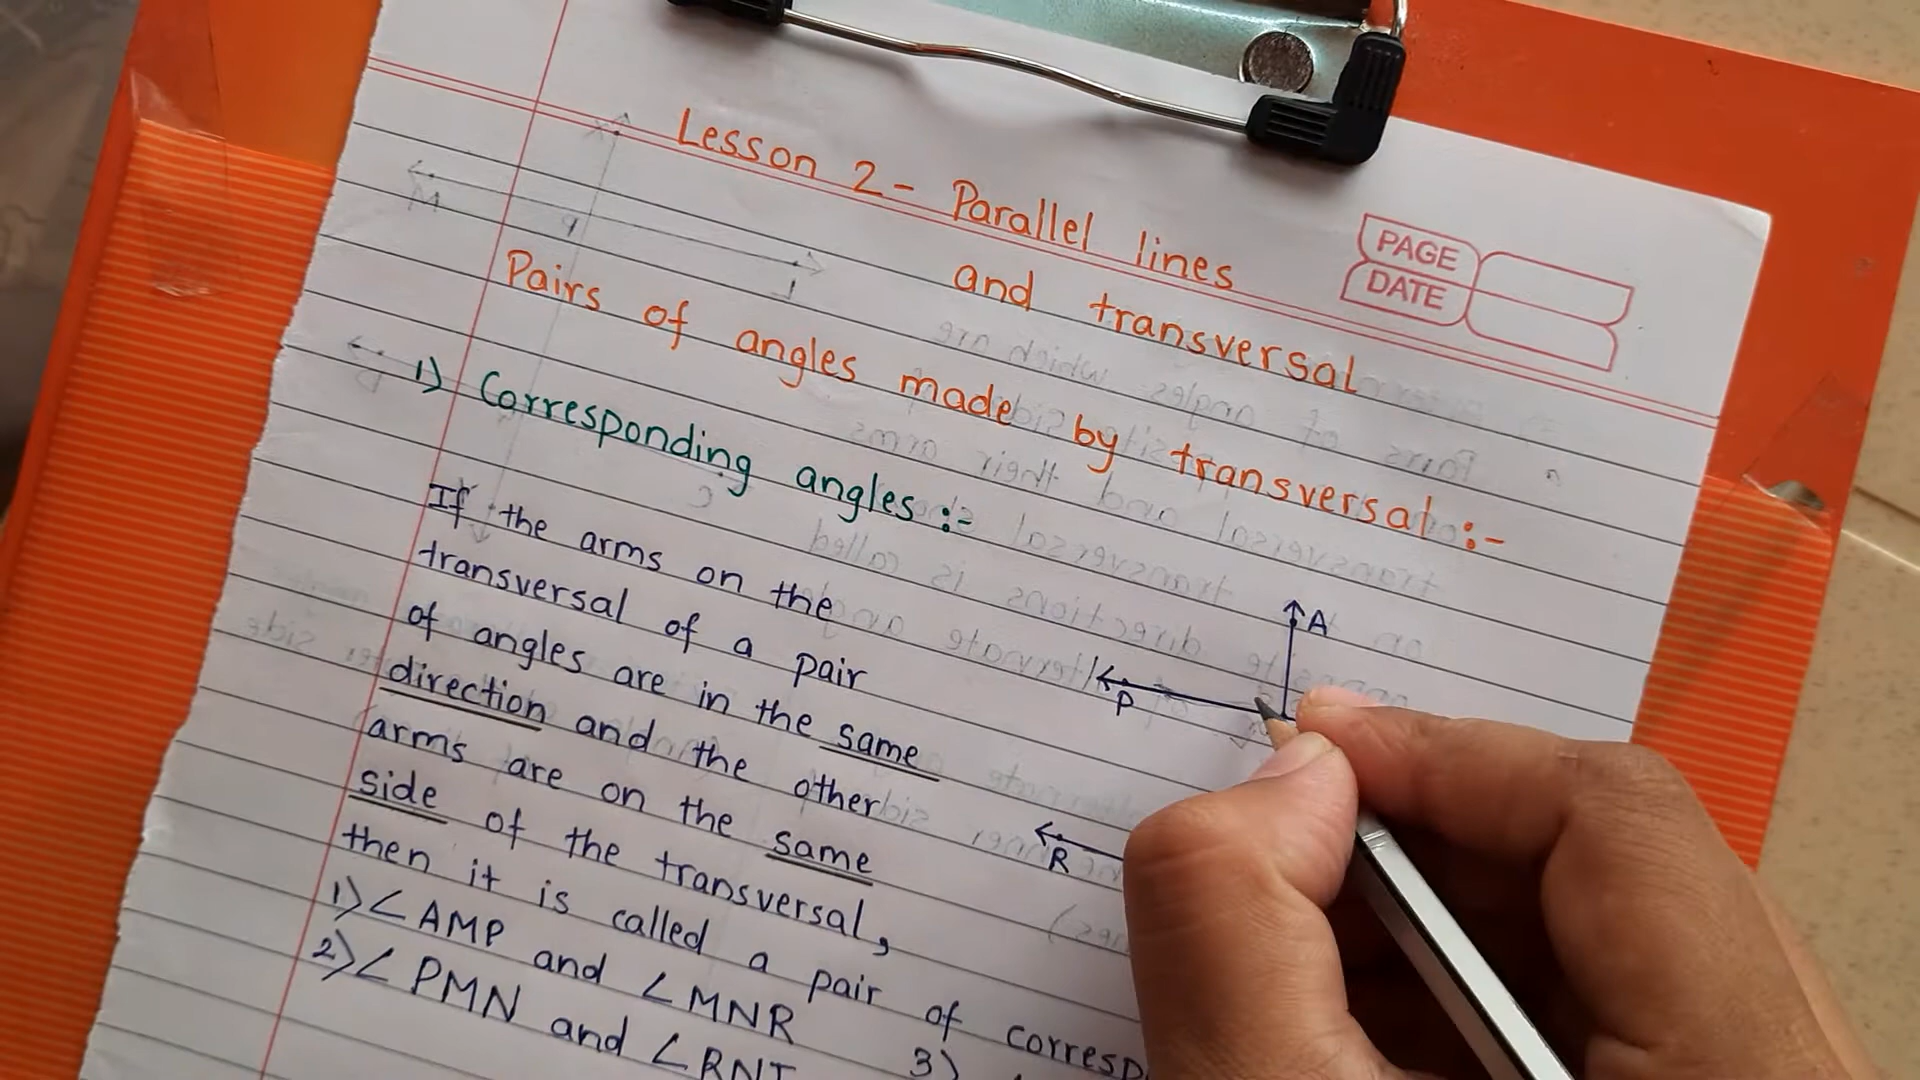 Lesson 2- Parallel lines
and transversal
PAGE
DATE
Pairs of angles made by transversal:-
1) Corresponding angles:-
If the arms on the
transversal of a pair
of angles are in the same
direction and the other
arms are on the same
side of the transversal,
then it is called a pair of corresp
1) ∠AMP and ∠MNR
2) ∠PMN and ∠RNT
3)
A
P
R